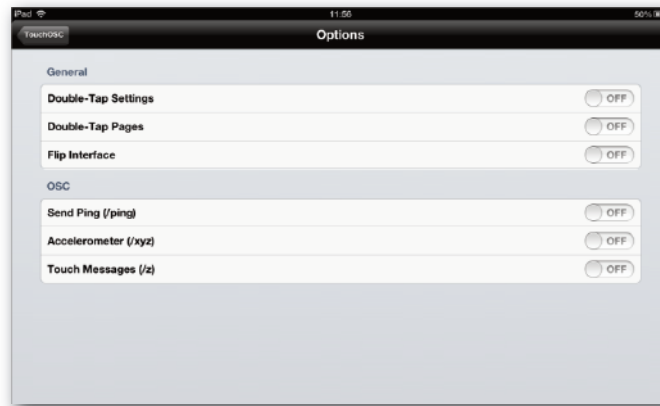 iPad 11:56 50%
TouchOSC Options
General
Double-Tap Settings OFF
Double-Tap Pages OFF
Flip Interface OFF
OSC
Send Ping (/ping) OFF
Accelerometer (/xyz) OFF
Touch Messages (/z) OFF